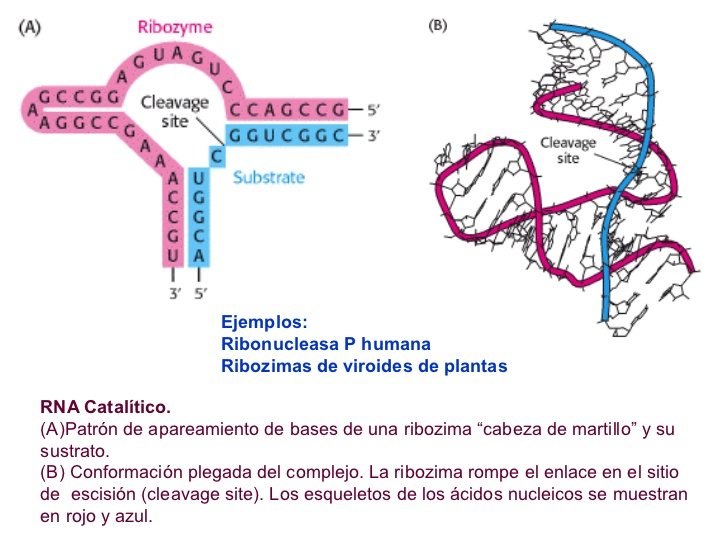 (A)
Ribozyme
A G U A G U C
A G C C G G
C C A G C C G — 5′
Cleavage
site
A G G C C G A A A
G G U C G G C — 3′
C
Substrate
A C C G U
U G G C A
3′ 5′
(B)
Cleavage
site
Ejemplos:
Ribonucleasa P humana
Ribozimas de viroides de plantas
RNA Catalítico.
(A)Patrón de apareamiento de bases de una ribozima “cabeza de martillo” y su
sustrato.
(B) Conformación plegada del complejo. La ribozima rompe el enlace en el sitio
de escisión (cleavage site). Los esqueletos de los ácidos nucleicos se muestran
en rojo y azul.